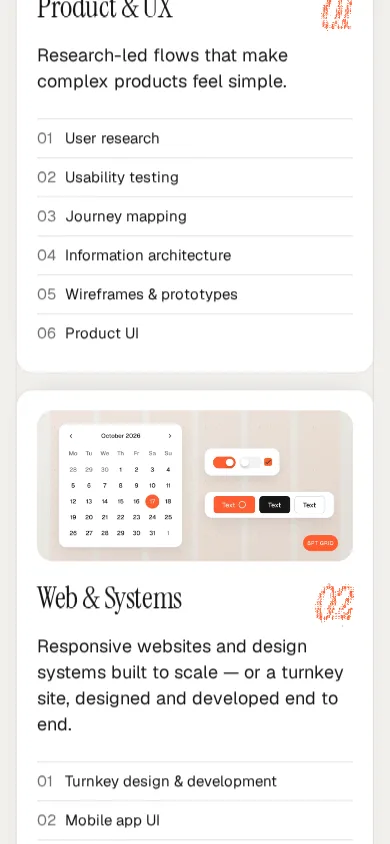 Product & UX
01
Research-led flows that make
complex products feel simple.
01 User research
02 Usability testing
03 Journey mapping
04 Information architecture
05 Wireframes & prototypes
06 Product UI
‹ October 2026 ›
Mo Tu We Th Fr Sa Su
28 29 30 1 2 3 4
5 6 7 8 9 10 11
12 13 14 15 16 17 18
19 20 21 22 23 24 25
26 27 28 29 30 31 1
Text Text Text
8PT GRID
Web & Systems
02
Responsive websites and design
systems built to scale — or a turnkey
site, designed and developed end to
end.
01 Turnkey design & development
02 Mobile app UI